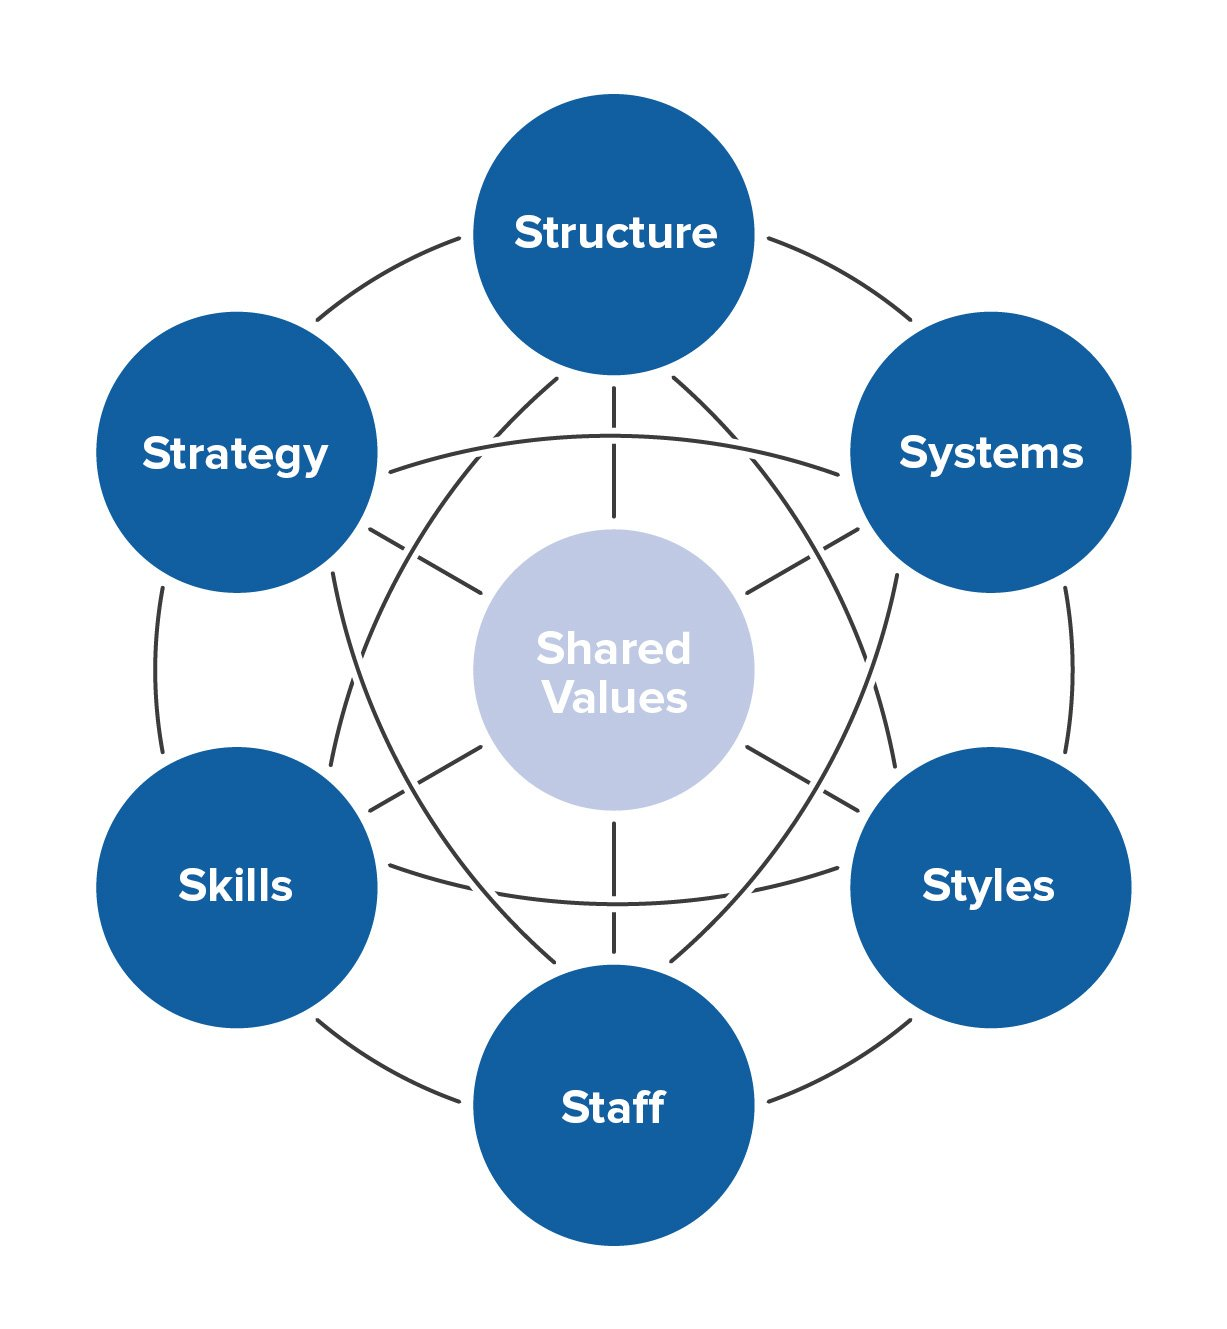 Structure
Strategy
Systems
Shared
Values
Skills
Styles
Staff